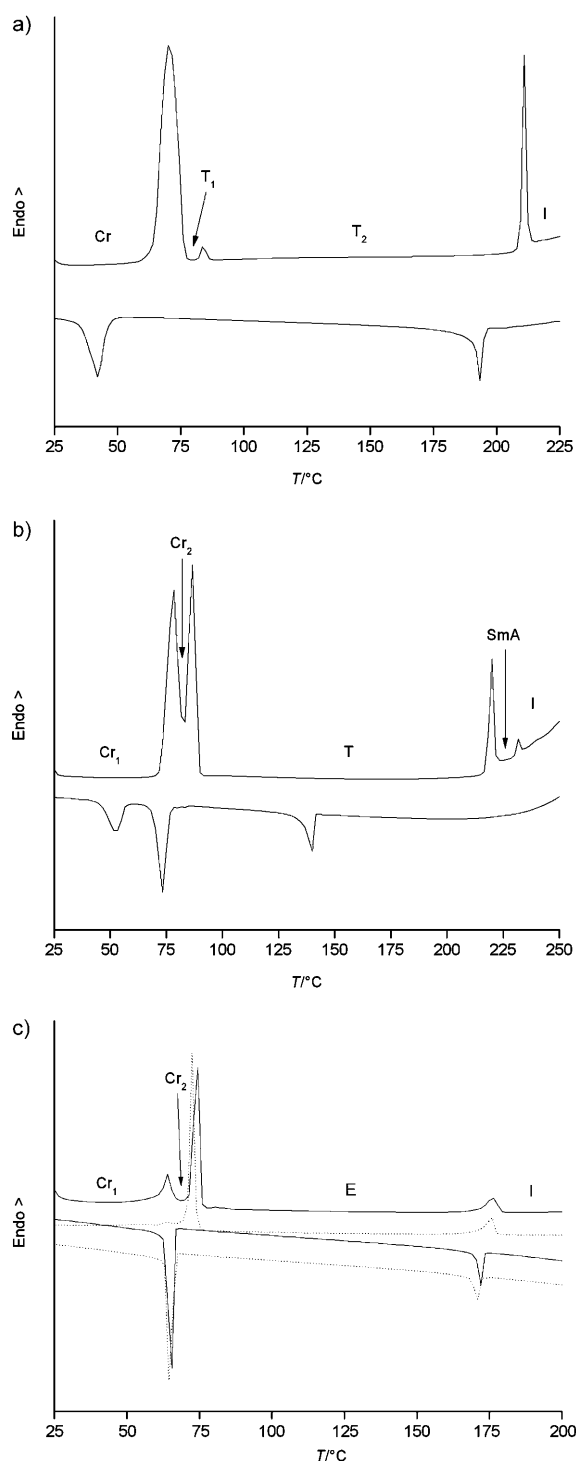 a)
Endo >
Cr
T₁
T₂
I
25 50 75 100 125 150 175 200 225
T/°C
b)
Endo >
Cr₂
SmA
I
Cr₁
T
25 50 75 100 125 150 175 200 225 250
T/°C
c)
Endo >
Cr₂
Cr₁
E
I
25 50 75 100 125 150 175 200
T/°C